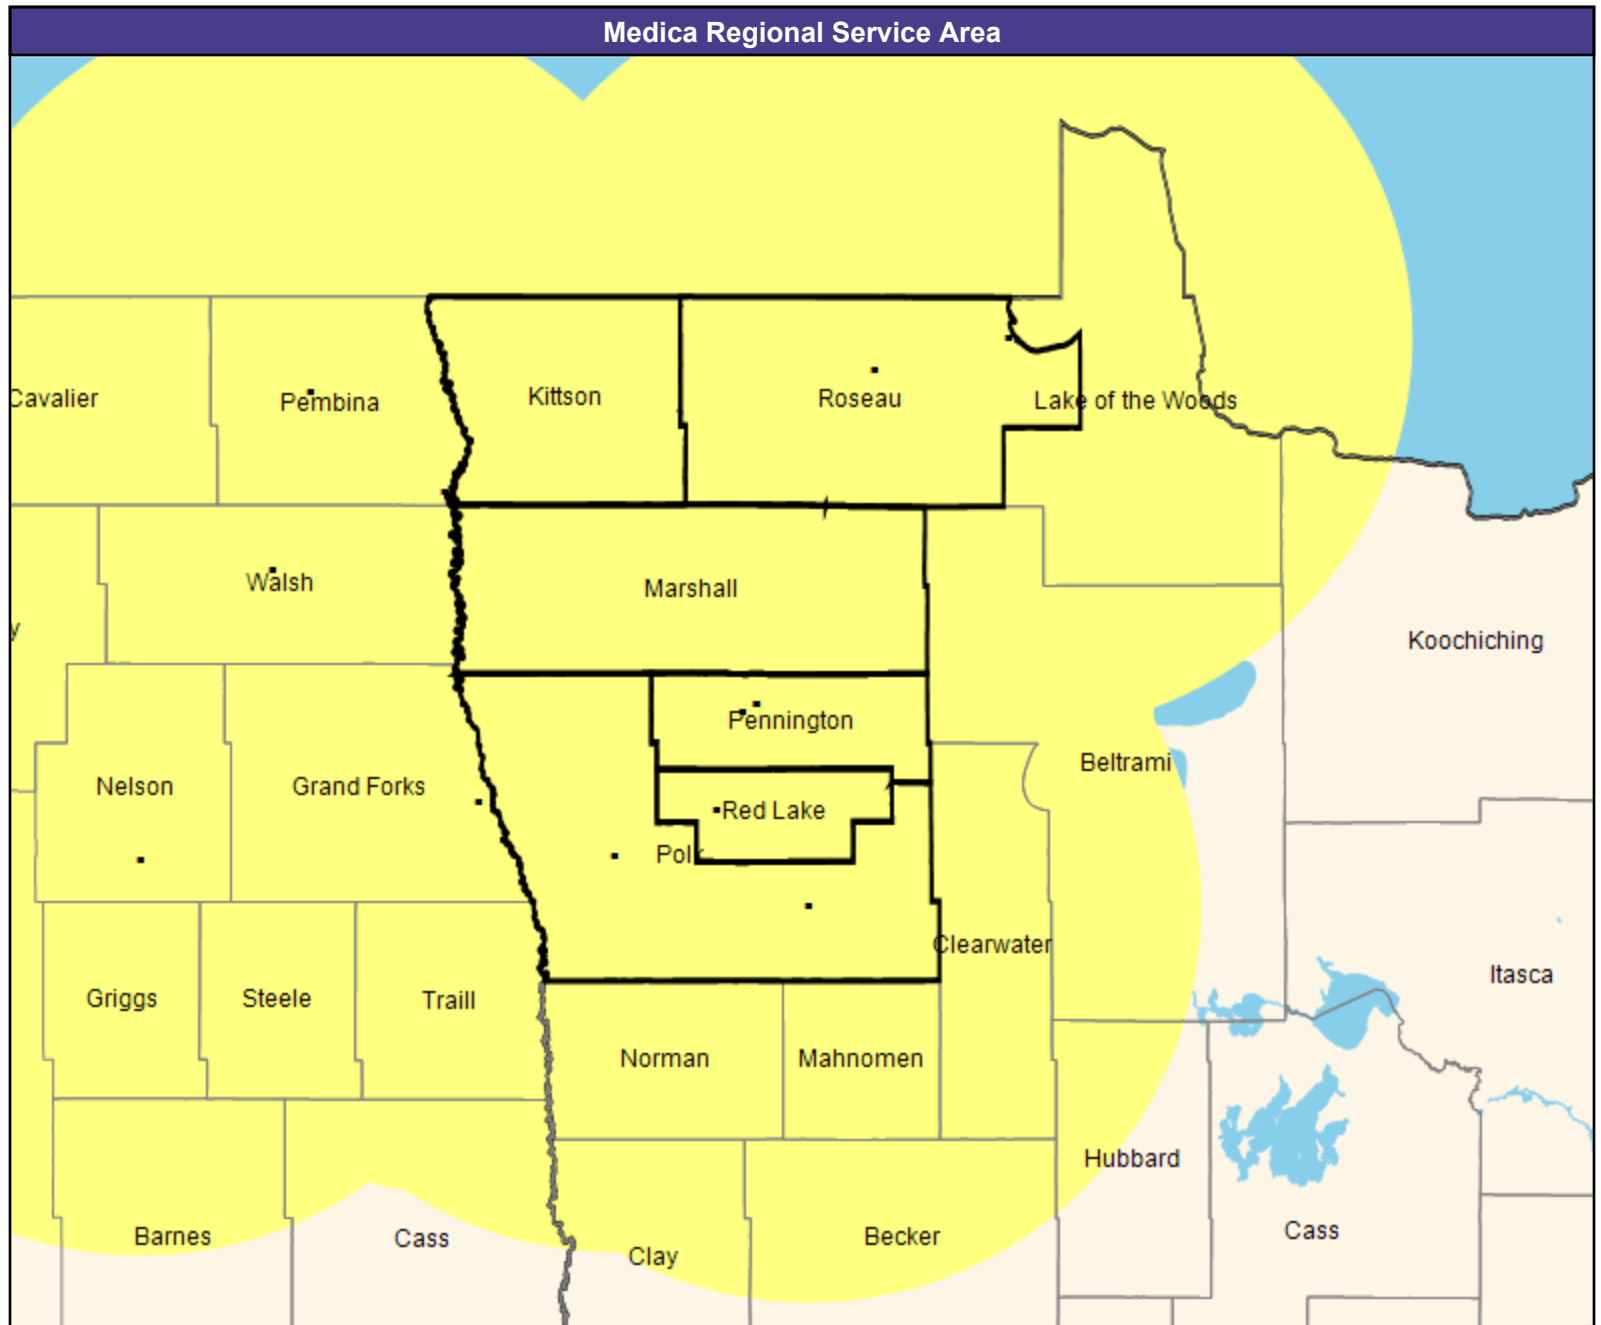 Medica Regional Service Area
Kittson
Cavalier
Pembina
Roseau
Lake of the Woods
Walsh
Marshall
y
Koochiching
Pennington
Beltrami
Nelson
Grand Forks
Red Lake
Polk
Clearwater
Itasca
Griggs
Steele
Traill
Norman
Mahnomen
Hubbard
Cass
Barnes
Cass
Becker
Clay